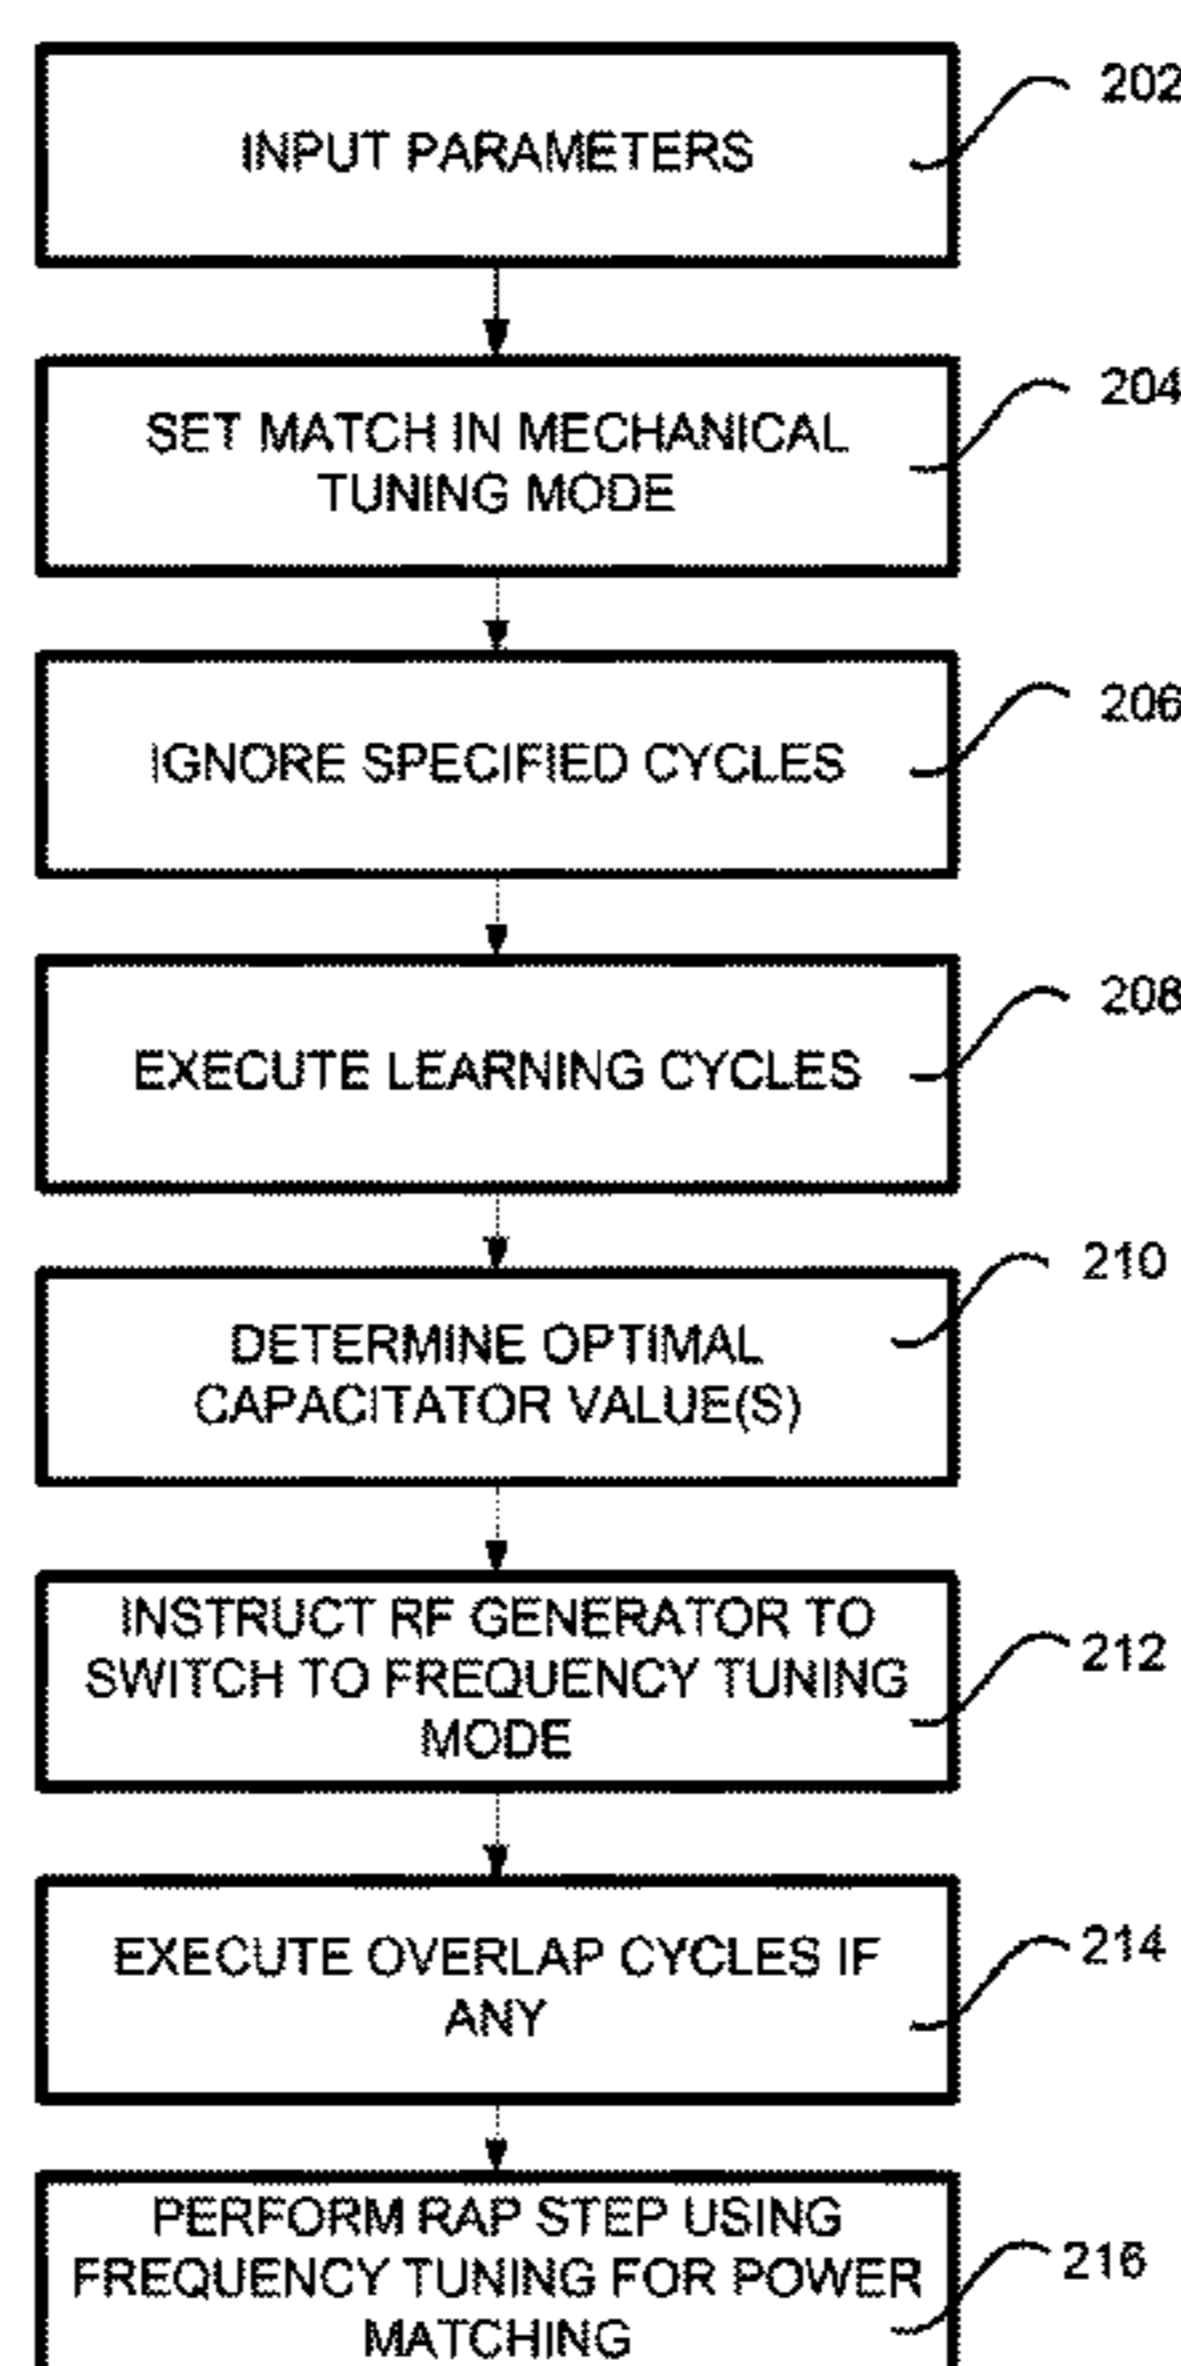 INPUT PARAMETERS
202
SET MATCH IN MECHANICAL
TUNING MODE
204
IGNORE SPECIFIED CYCLES
206
EXECUTE LEARNING CYCLES
208
DETERMINE OPTIMAL
CAPACITATOR VALUE(S)
210
INSTRUCT RF GENERATOR TO
SWITCH TO FREQUENCY TUNING
MODE
212
EXECUTE OVERLAP CYCLES IF
ANY
214
PERFORM RAP STEP USING
FREQUENCY TUNING FOR POWER
MATCHING
216